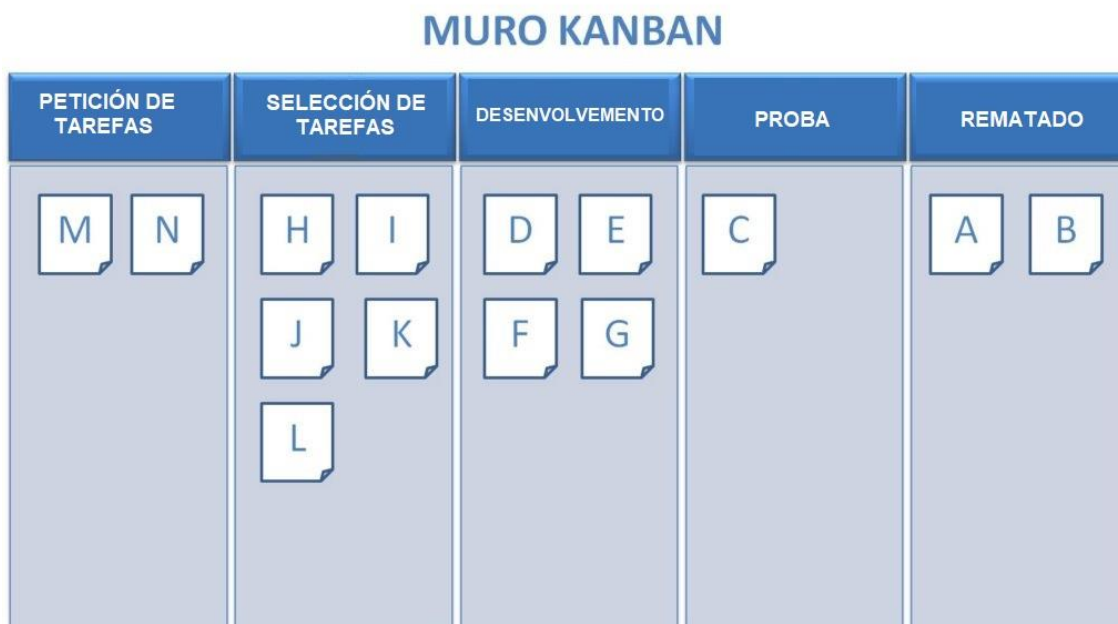 MURO KANBAN
PETICIÓN DE
TAREFAS
SELECCIÓN DE
TAREFAS
DESENVOLVEMENTO
PROBA
REMATADO
M N
H I
J K
L
D E
F G
C
A B